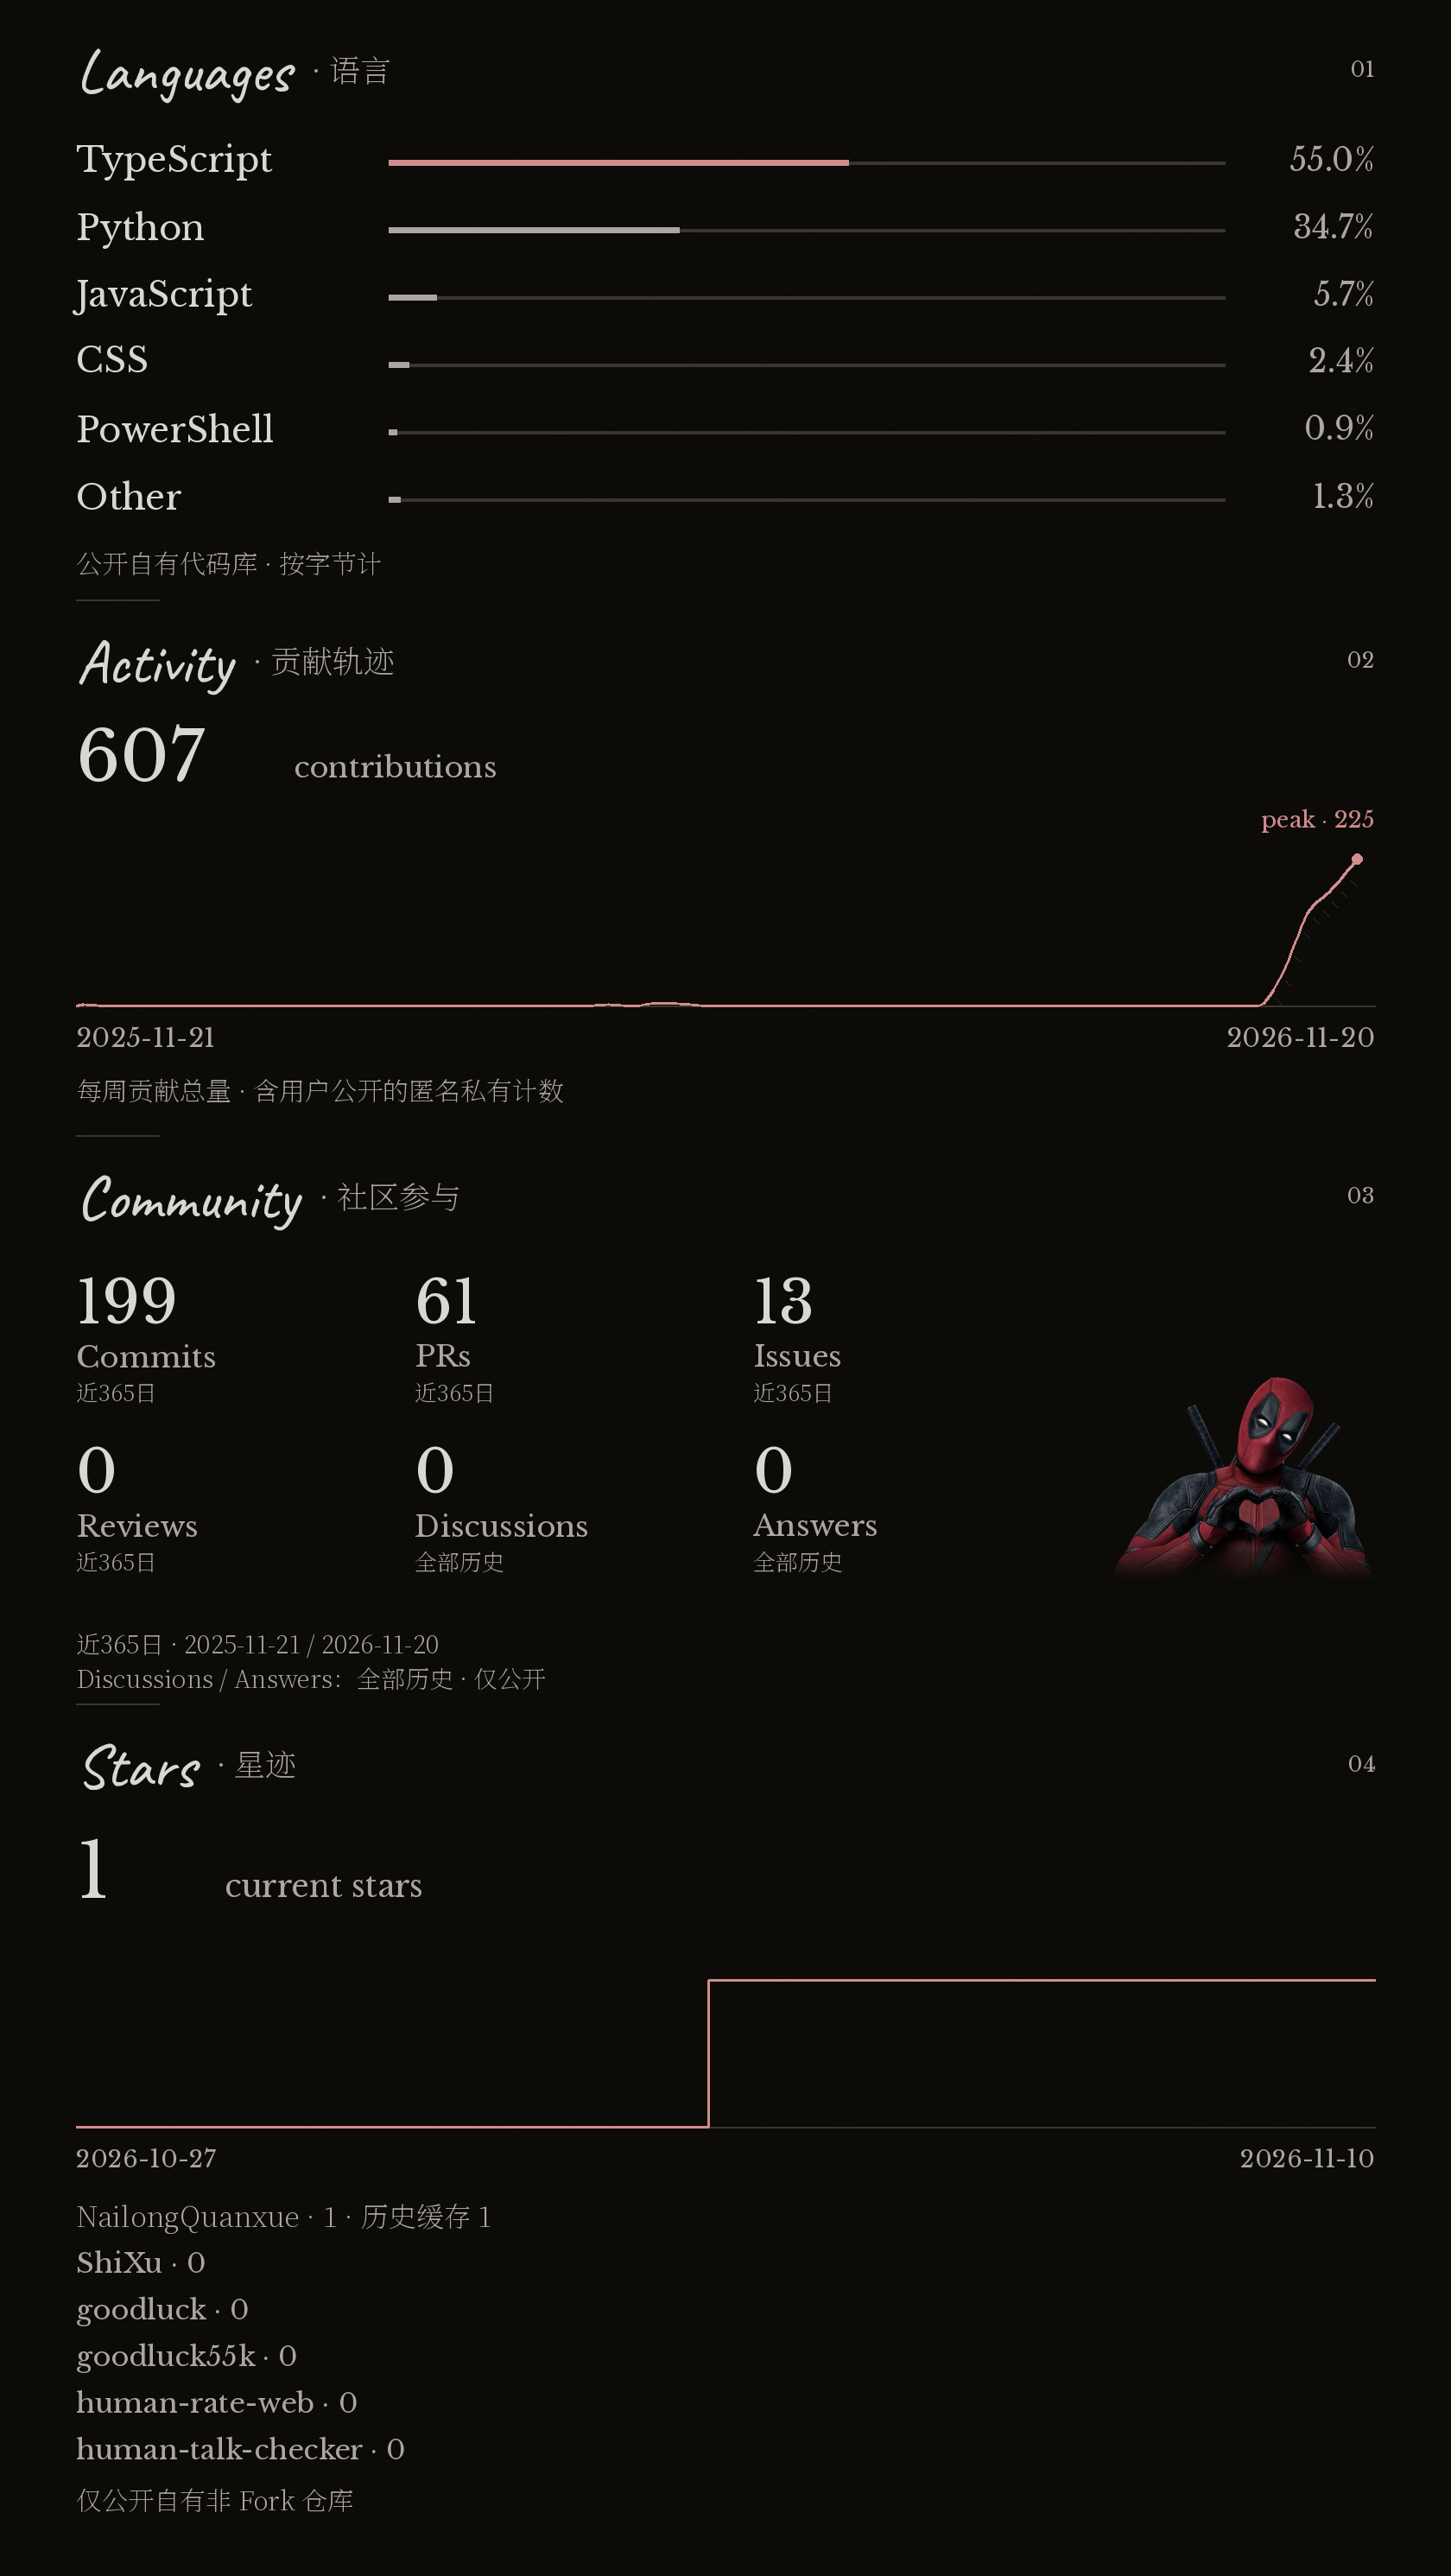 Languages · 语言 01
TypeScript 55.0%
Python 34.7%
JavaScript 5.7%
CSS 2.4%
PowerShell 0.9%
Other 1.3%
公开自有代码库 · 按字节计
Activity · 贡献轨迹 02
607 contributions
peak · 225
2025-11-21 2026-11-20
每周贡献总量 · 含用户公开的匿名私有计数
Community · 社区参与 03
199 61 13
Commits PRs Issues
近365日 近365日 近365日
0 0 0
Reviews Discussions Answers
近365日 全部历史 全部历史
近365日 · 2025-11-21 / 2026-11-20
Discussions / Answers: 全部历史 · 仅公开
Stars · 星迹 04
1 current stars
2026-10-27 2026-11-10
NailongQuanxue · 1 · 历史缓存 1
ShiXu · 0
goodluck · 0
goodluck55k · 0
human-rate-web · 0
human-talk-checker · 0
仅公开自有非 Fork 仓库